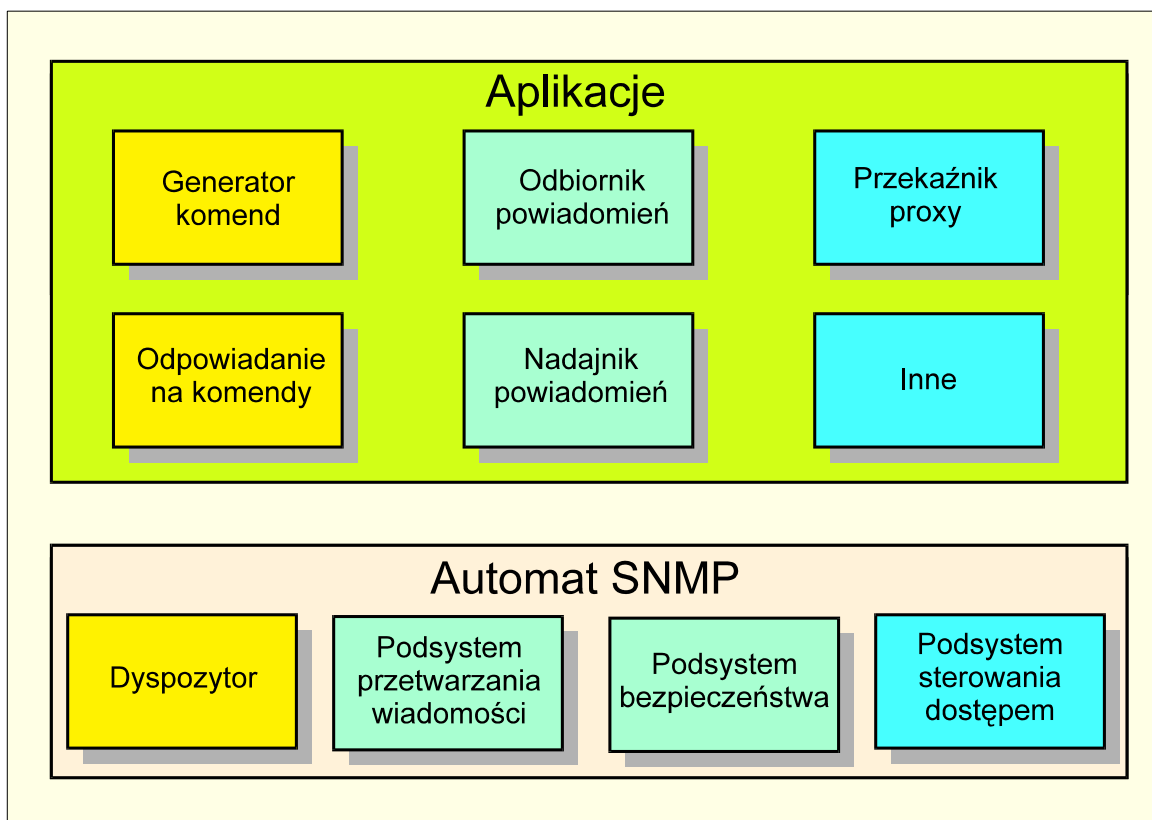 Aplikacje
Generator
komend
Odbiornik
powiadomień
Przekaźnik
proxy
Odpowiadanie
na komendy
Nadajnik
powiadomień
Inne
Automat SNMP
Dyspozytor
Podsystem
przetwarzania
wiadomości
Podsystem
bezpieczeństwa
Podsystem
sterowania
dostępem